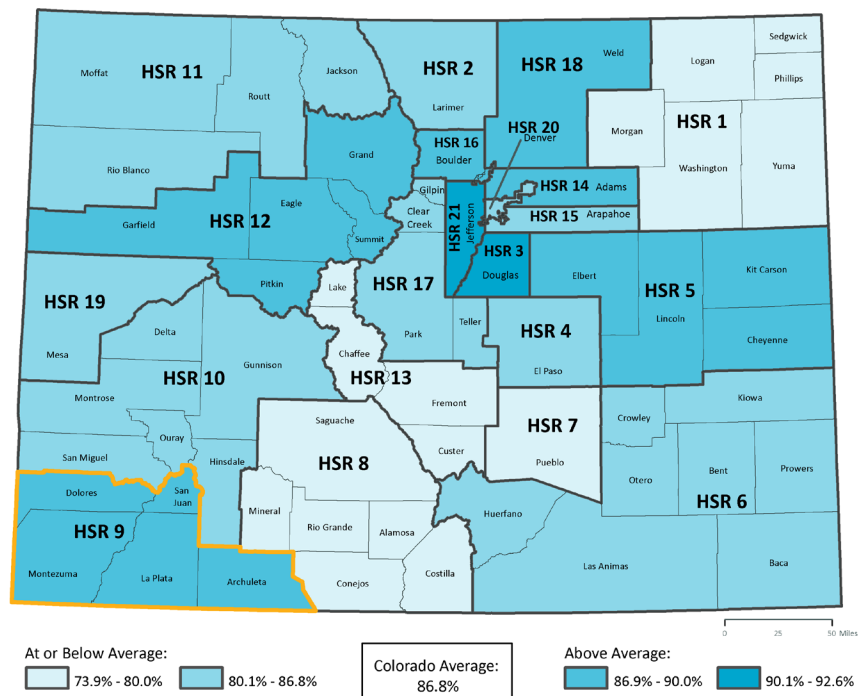 Sedgwick
HSR 2
Weld
HSR 18
Logan
Jackson
Moffat
HSR 11
Phillips
Routt
Larimer
HSR 20
Denver
HSR 1
Morgan
HSR 16
Boulder
Grand
Rio Blanco
Washington
Yuma
Gilpin
HSR 14 Adams
Eagle
Clear
Creek
HSR 21
Jefferson
HSR 15 Arapahoe
Garfield
HSR 12
Summit
HSR 3
Douglas
Elbert
Kit Carson
Pitkin
Lake
HSR 17
HSR 5
HSR 19
Lincoln
Teller
HSR 4
Delta
Park
Cheyenne
Mesa
Chaffee
Gunnison
El Paso
HSR 10
HSR 13
Montrose
Kiowa
Fremont
Saguache
Crowley
HSR 7
Ouray
Hinsdale
Custer
San Miguel
HSR 8
Pueblo
Bent
Prowers
Otero
Dolores
San
Juan
HSR 6
Mineral
Huerfano
HSR 9
Rio Grande
Alamosa
Las Animas
Baca
Montezuma
La Plata
Archuleta
Conejos
Costilla
0 25 50 Miles
At or Below Average:
73.9% - 80.0%
80.1% - 86.8%
Colorado Average:
86.8%
Above Average:
86.9% - 90.0%
90.1% - 92.6%